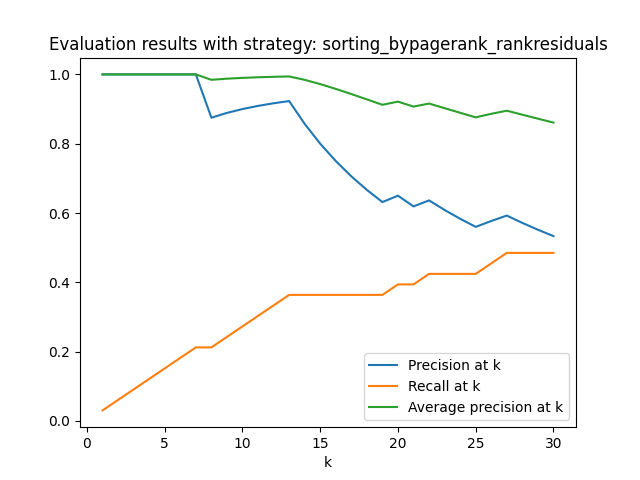 Evaluation results with strategy: sorting_bypagerank_rankresiduals
1.0
0.8
0.6
0.4
0.2
0.0
0 5 10 15 20 25 30
k
Precision at k
Recall at k
Average precision at k